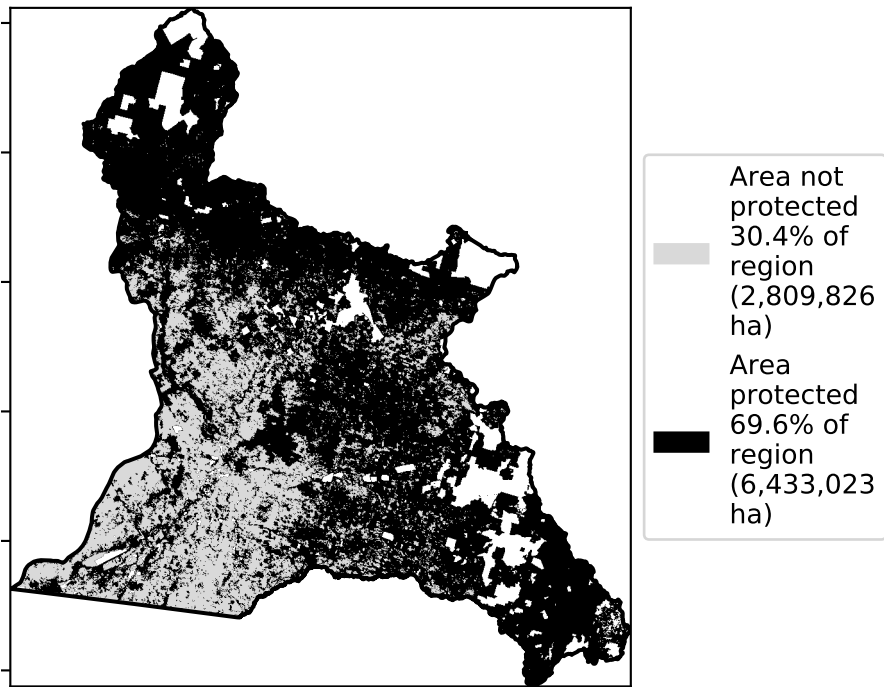 Area not
protected
30.4% of
region
(2,809,826
ha)
Area
protected
69.6% of
region
(6,433,023
ha)